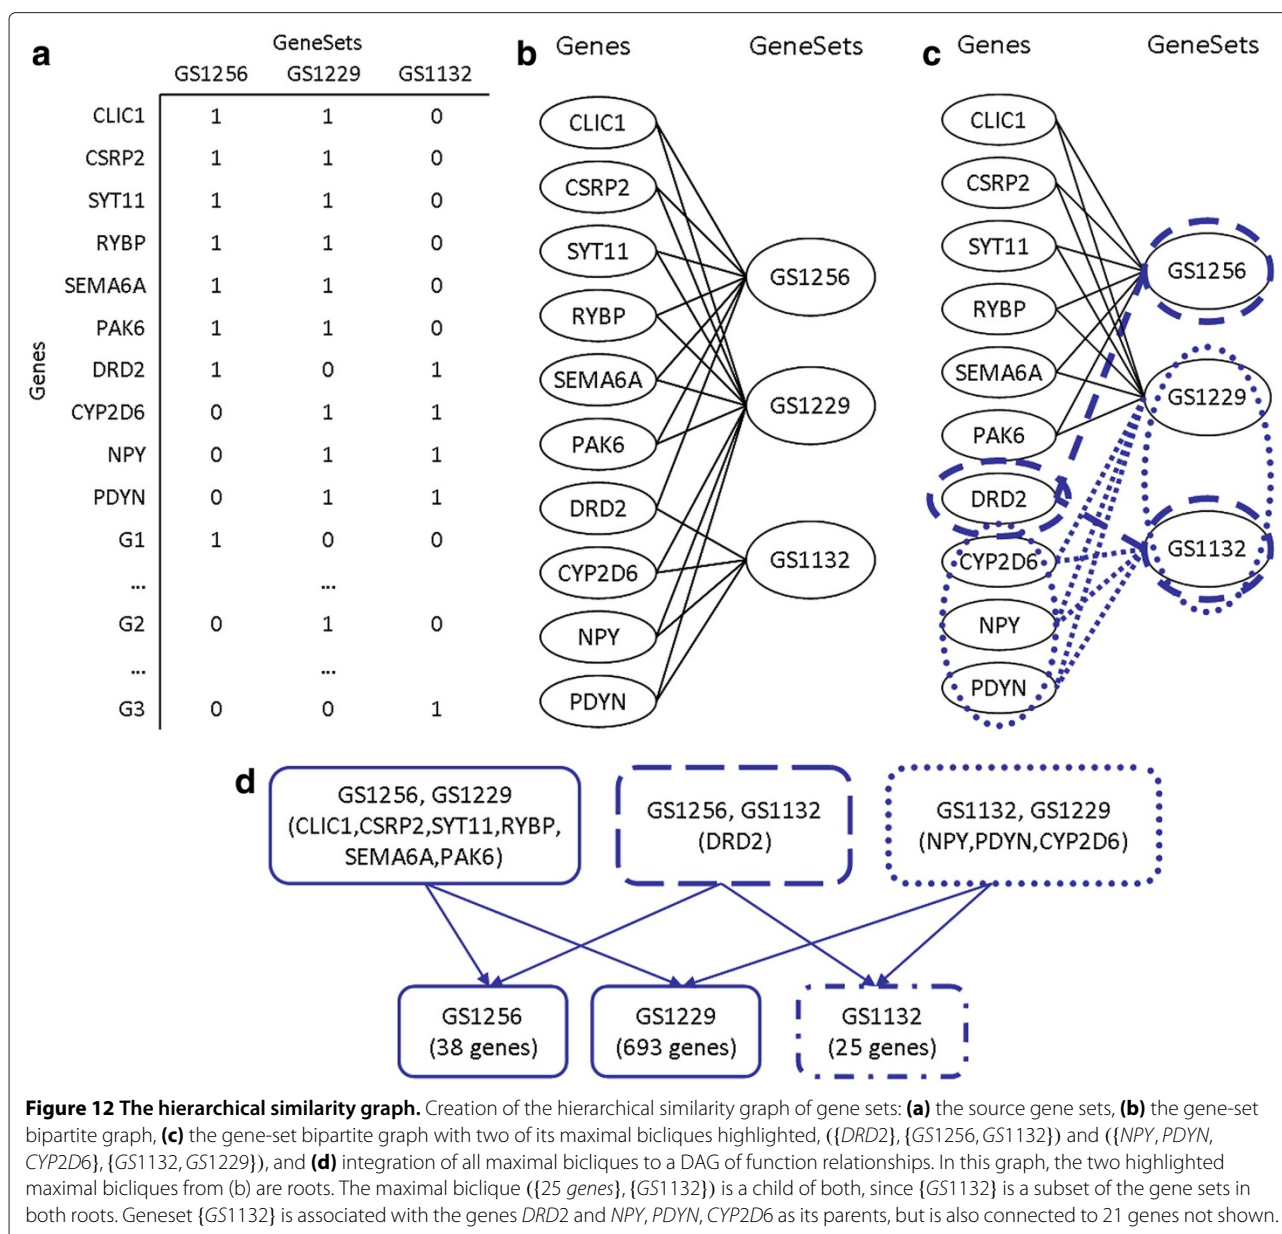 a
GeneSets
GS1256 GS1229 GS1132
Genes
CLIC1 1 1 0
CSRP2 1 1 0
SYT11 1 1 0
RYBP 1 1 0
SEMA6A 1 1 0
PAK6 1 1 0
DRD2 1 0 1
CYP2D6 0 1 1
NPY 0 1 1
PDYN 0 1 1
G1 1 0 0
... ...
G2 0 1 0
... ...
G3 0 0 1
b
Genes GeneSets
CLIC1
CSRP2
SYT11
RYBP
SEMA6A
PAK6
DRD2
CYP2D6
NPY
PDYN
GS1256
GS1229
GS1132
c
Genes GeneSets
CLIC1
CSRP2
SYT11
RYBP
SEMA6A
PAK6
DRD2
CYP2D6
NPY
PDYN
GS1256
GS1229
GS1132
d
GS1256, GS1229
(CLIC1,CSRP2,SYT11,RYBP,
SEMA6A,PAK6)
GS1256, GS1132
(DRD2)
GS1132, GS1229
(NPY,PDYN,CYP2D6)
GS1256
(38 genes)
GS1229
(693 genes)
GS1132
(25 genes)
Figure 12 The hierarchical similarity graph. Creation of the hierarchical similarity graph of gene sets: (a) the source gene sets, (b) the gene-set
bipartite graph, (c) the gene-set bipartite graph with two of its maximal bicliques highlighted, ({DRD2}, {GS1256, GS1132}) and ({NPY, PDYN,
CYP2D6}, {GS1132, GS1229}), and (d) integration of all maximal bicliques to a DAG of function relationships. In this graph, the two highlighted
maximal bicliques from (b) are roots. The maximal biclique ({25 genes}, {GS1132}) is a child of both, since {GS1132} is a subset of the gene sets in
both roots. Geneset {GS1132} is associated with the genes DRD2 and NPY, PDYN, CYP2D6 as its parents, but is also connected to 21 genes not shown.